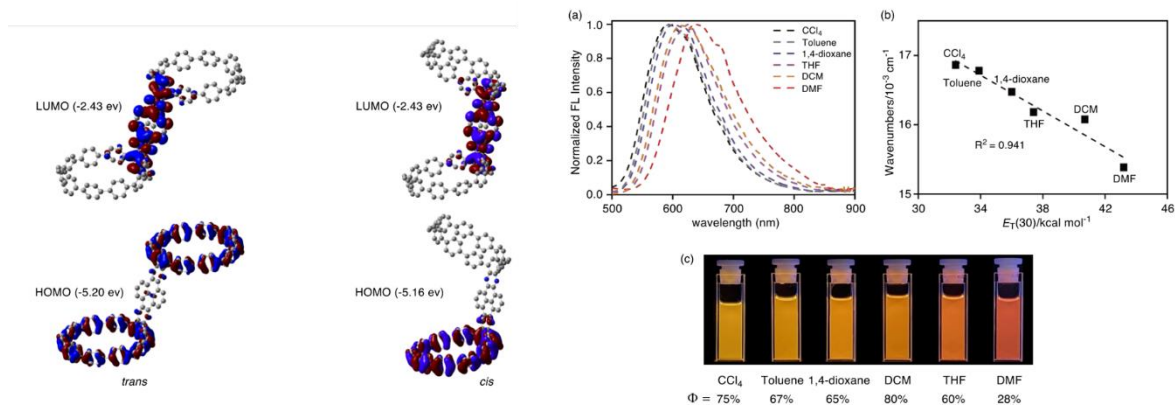 LUMO (-2.43 ev)
LUMO (-2.43 ev)
HOMO (-5.20 ev)
HOMO (-5.16 ev)
trans
cis
(a)
Normalized FL Intensity
1.0
0.8
0.6
0.4
0.2
0.0
500 600 700 800 900
wavelength (nm)
CCl₄
Toluene
1,4-dioxane
THF
DCM
DMF
(b)
Wavenumbers/10⁻³ cm⁻¹
17
16
15
CCl₄
Toluene
1,4-dioxane
THF
DCM
DMF
R² = 0.941
30 34 38 42 46
E_T(30)/kcal mol⁻¹
(c)
CCl₄ Toluene 1,4-dioxane DCM THF DMF
Φ = 75% 67% 65% 80% 60% 28%